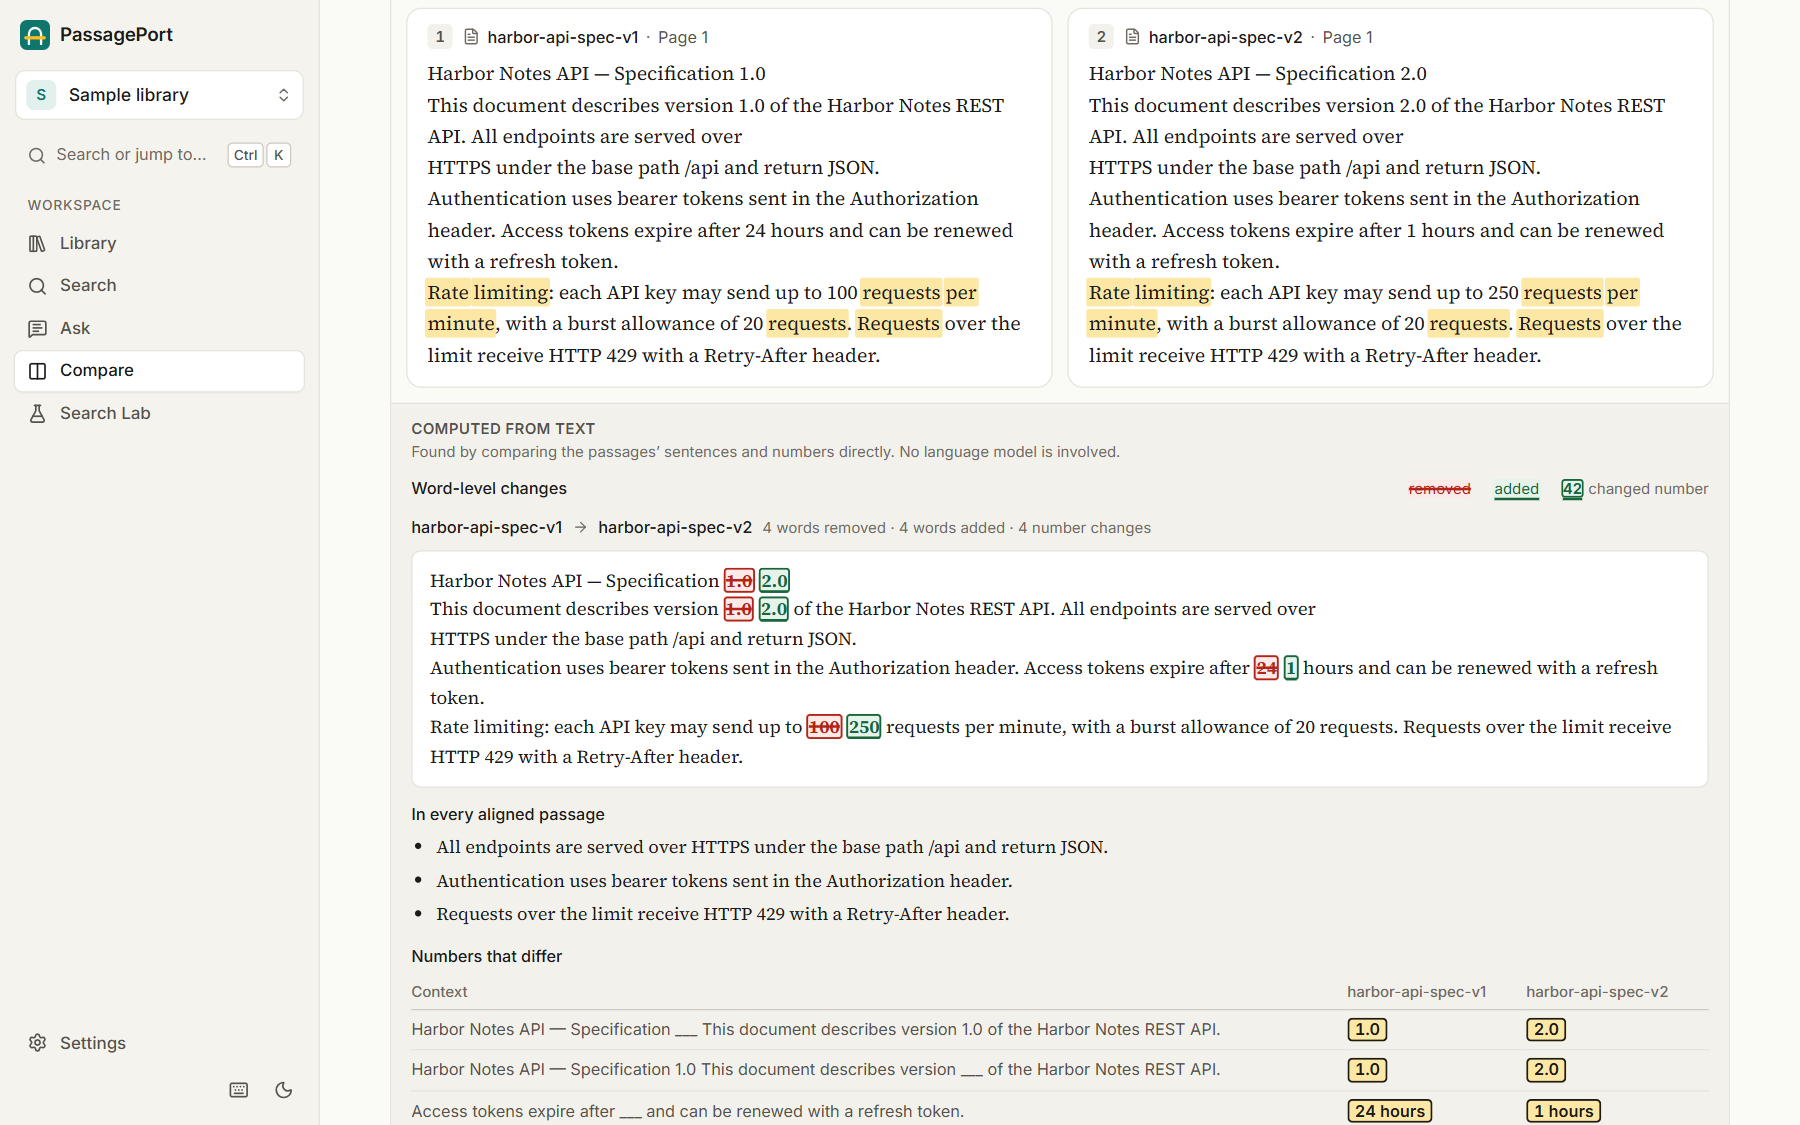 PassagePort
S Sample library
Search or jump to... Ctrl K
WORKSPACE
Library
Search
Ask
Compare
Search Lab
Settings
1 harbor-api-spec-v1 · Page 1
Harbor Notes API — Specification 1.0
This document describes version 1.0 of the Harbor Notes REST
API. All endpoints are served over
HTTPS under the base path /api and return JSON.
Authentication uses bearer tokens sent in the Authorization
header. Access tokens expire after 24 hours and can be renewed
with a refresh token.
Rate limiting: each API key may send up to 100 requests per
minute, with a burst allowance of 20 requests. Requests over the
limit receive HTTP 429 with a Retry-After header.
2 harbor-api-spec-v2 · Page 1
Harbor Notes API — Specification 2.0
This document describes version 2.0 of the Harbor Notes REST
API. All endpoints are served over
HTTPS under the base path /api and return JSON.
Authentication uses bearer tokens sent in the Authorization
header. Access tokens expire after 1 hours and can be renewed
with a refresh token.
Rate limiting: each API key may send up to 250 requests per
minute, with a burst allowance of 20 requests. Requests over the
limit receive HTTP 429 with a Retry-After header.
COMPUTED FROM TEXT
Found by comparing the passages’ sentences and numbers directly. No language model is involved.
Word-level changes removed added 42 changed number
harbor-api-spec-v1 → harbor-api-spec-v2 4 words removed · 4 words added · 4 number changes
Harbor Notes API — Specification 1.0 2.0
This document describes version 1.0 2.0 of the Harbor Notes REST API. All endpoints are served over
HTTPS under the base path /api and return JSON.
Authentication uses bearer tokens sent in the Authorization header. Access tokens expire after 24 1 hours and can be renewed with a refresh
token.
Rate limiting: each API key may send up to 100 250 requests per minute, with a burst allowance of 20 requests. Requests over the limit receive
HTTP 429 with a Retry-After header.
In every aligned passage
• All endpoints are served over HTTPS under the base path /api and return JSON.
• Authentication uses bearer tokens sent in the Authorization header.
• Requests over the limit receive HTTP 429 with a Retry-After header.
Numbers that differ
Context harbor-api-spec-v1 harbor-api-spec-v2
Harbor Notes API — Specification ___ This document describes version 1.0 of the Harbor Notes REST API. 1.0 2.0
Harbor Notes API — Specification 1.0 This document describes version ___ of the Harbor Notes REST API. 1.0 2.0
Access tokens expire after ___ and can be renewed with a refresh token. 24 hours 1 hours